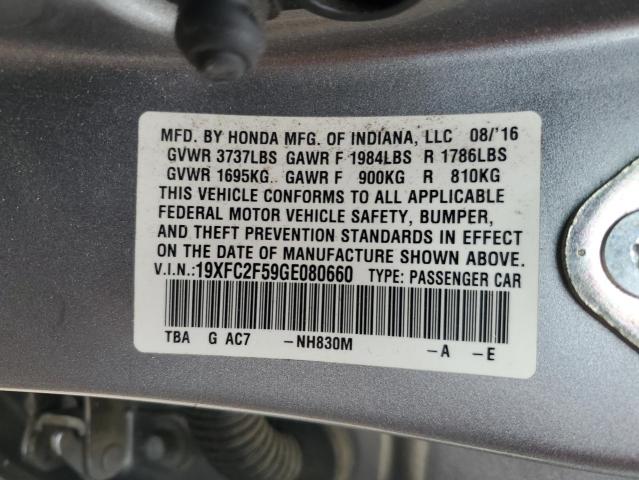 MFD. BY HONDA MFG. OF INDIANA, LLC 08/'16
GVWR 3737LBS GAWR F 1984LBS R 1786LBS
GVWR 1695KG. GAWR F 900KG R 810KG
THIS VEHICLE CONFORMS TO ALL APPLICABLE
FEDERAL MOTOR VEHICLE SAFETY, BUMPER,
AND THEFT PREVENTION STANDARDS IN EFFECT
ON THE DATE OF MANUFACTURE SHOWN ABOVE.
V.I.N.:19XFC2F59GE080660 TYPE: PASSENGER CAR
TBA G AC7 -NH830M -A -E